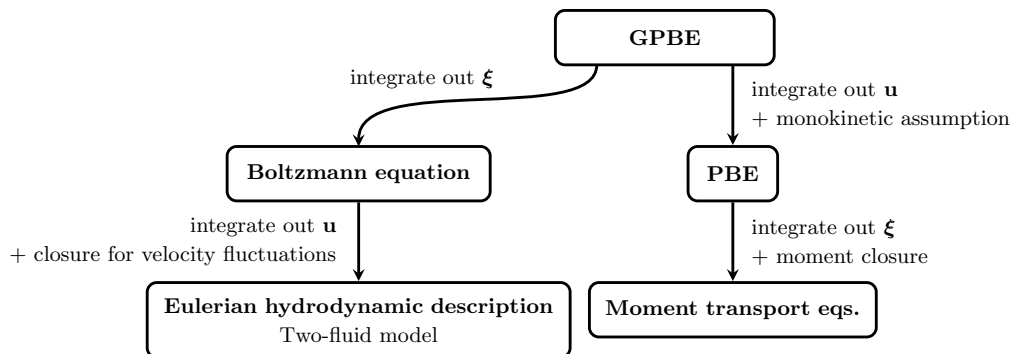 GPBE
integrate out ξ
integrate out u
+ monokinetic assumption
Boltzmann equation
PBE
integrate out u
+ closure for velocity fluctuations
integrate out ξ
+ moment closure
Eulerian hydrodynamic description
Two-fluid model
Moment transport eqs.